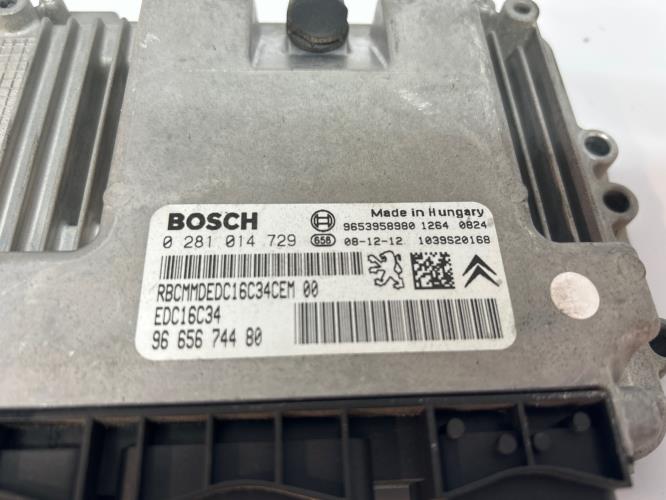 BOSCH
Made in Hungary
9653958980 1264 0824
0 281 014 729 658 08-12-12 1039S20168
RBCMMDEDC16C34CEM 00
EDC16C34
96 656 744 80